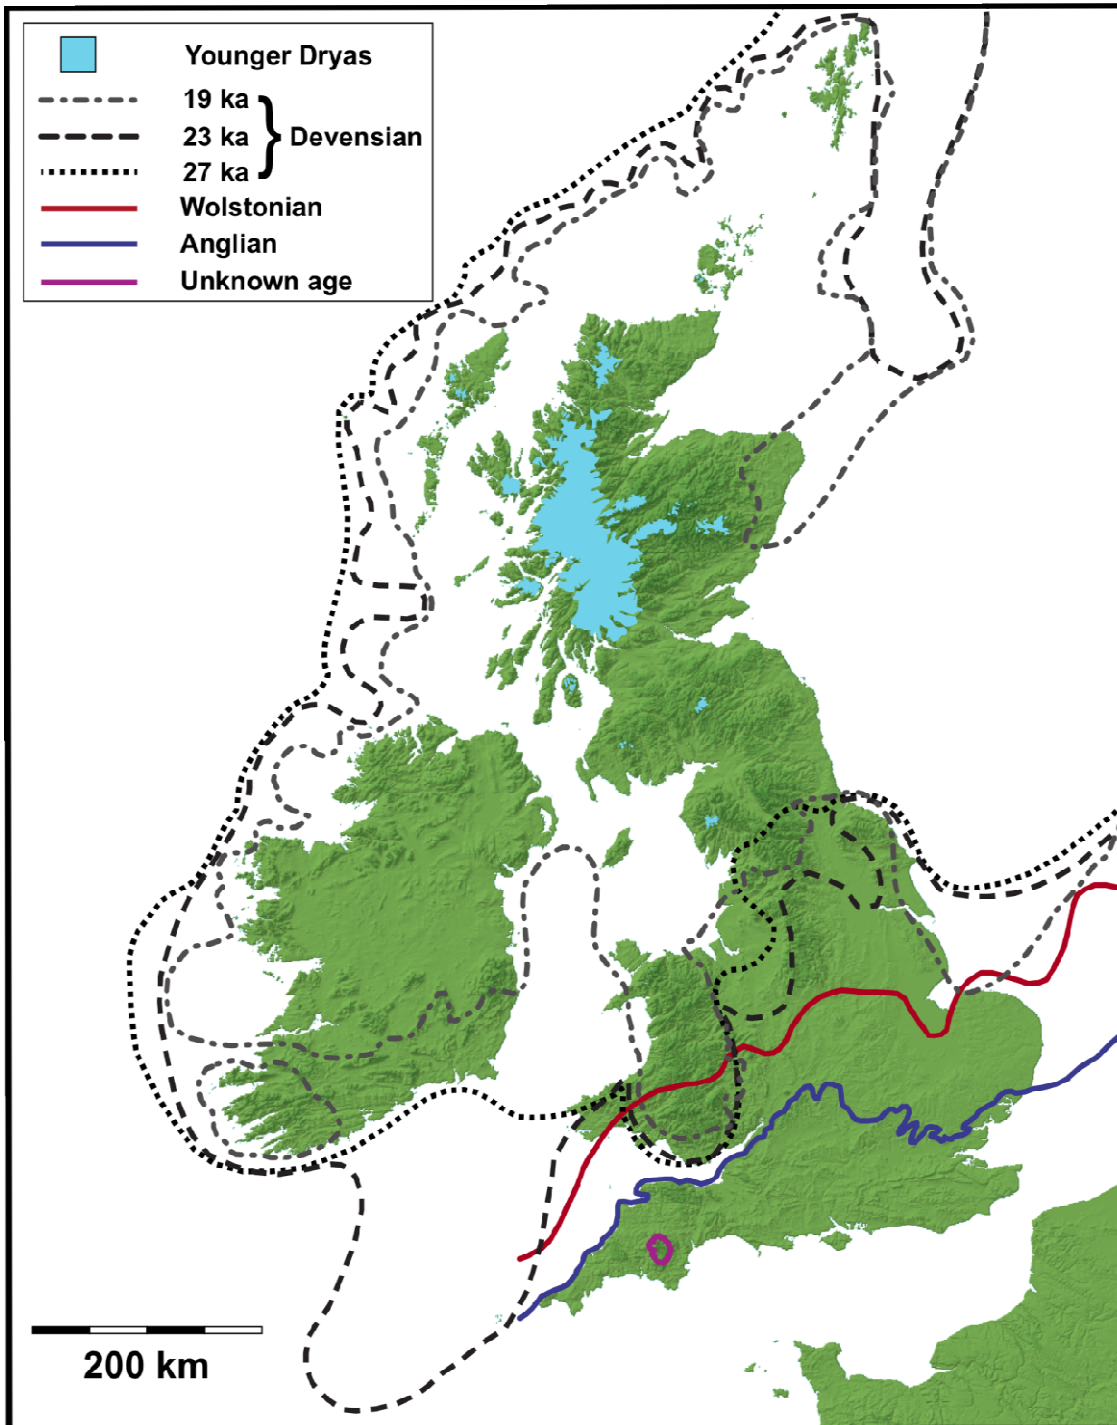 Younger Dryas
19 ka
23 ka
Devensian
27 ka
Wolstonian
Anglian
Unknown age
200 km